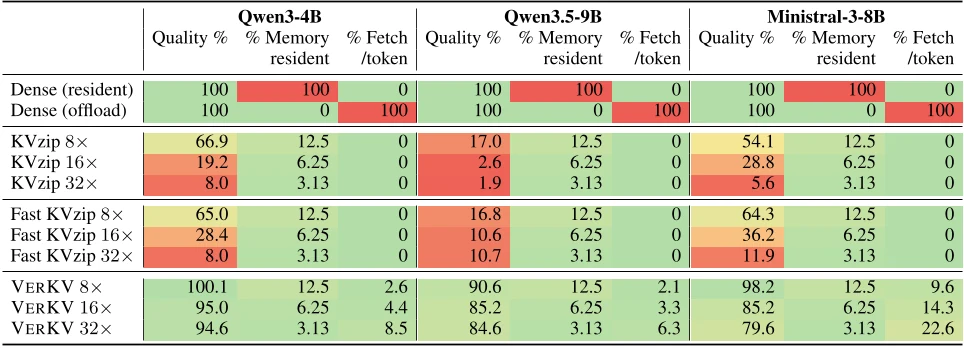 Qwen3-4B Qwen3.5-9B Ministral-3-8B
Quality % % Memory % Fetch Quality % % Memory % Fetch Quality % % Memory % Fetch
resident /token resident /token resident /token
Dense (resident) 100 100 0 100 100 0 100 100 0
Dense (offload) 100 0 100 100 0 100 100 0 100
KVzip 8× 66.9 12.5 0 17.0 12.5 0 54.1 12.5 0
KVzip 16× 19.2 6.25 0 2.6 6.25 0 28.8 6.25 0
KVzip 32× 8.0 3.13 0 1.9 3.13 0 5.6 3.13 0
Fast KVzip 8× 65.0 12.5 0 16.8 12.5 0 64.3 12.5 0
Fast KVzip 16× 28.4 6.25 0 10.6 6.25 0 36.2 6.25 0
Fast KVzip 32× 8.0 3.13 0 10.7 3.13 0 11.9 3.13 0
VERKV 8× 100.1 12.5 2.6 90.6 12.5 2.1 98.2 12.5 9.6
VERKV 16× 95.0 6.25 4.4 85.2 6.25 3.3 85.2 6.25 14.3
VERKV 32× 94.6 3.13 8.5 84.6 3.13 6.3 79.6 3.13 22.6